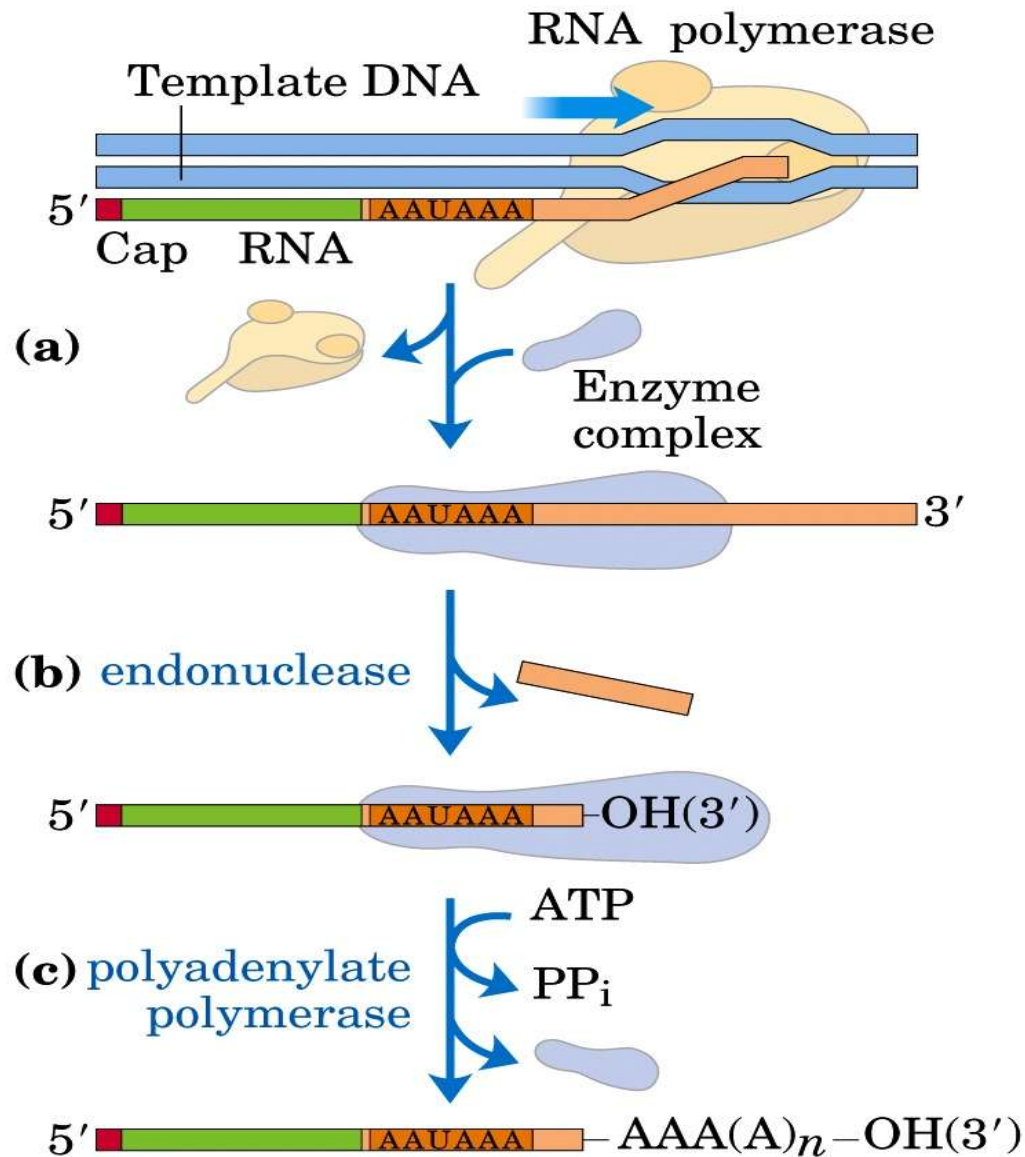 RNA polymerase
Template DNA
5′ AAUAAA
Cap RNA
(a)
Enzyme
complex
5′ AAUAAA 3′
(b) endonuclease
5′ AAUAAA –OH(3′)
ATP
(c) polyadenylate
polymerase
PPi
5′ AAUAAA – AAA(A)n –OH(3′)